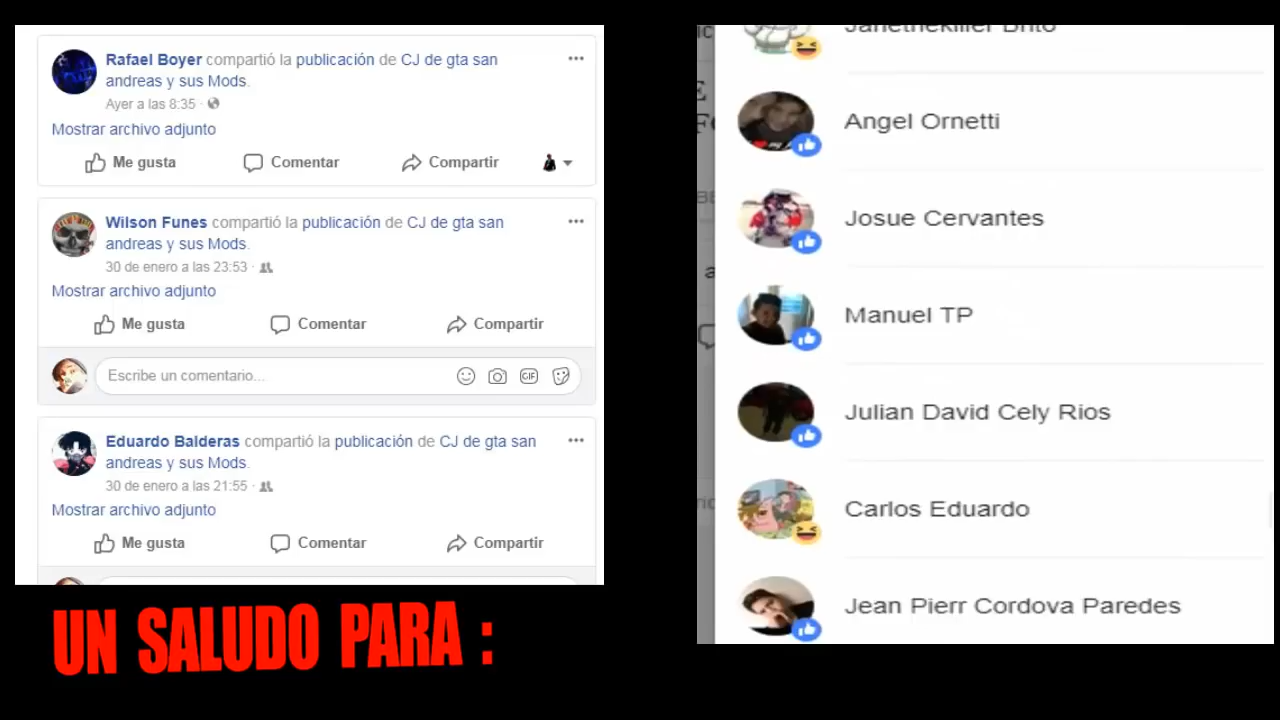 Rafael Boyer compartió la publicación de CJ de gta san
andreas y sus Mods.
Ayer a las 8:35 ·
Mostrar archivo adjunto
Me gusta Comentar Compartir
Wilson Funes compartió la publicación de CJ de gta san
andreas y sus Mods.
30 de enero a las 23:53 ·
Mostrar archivo adjunto
Me gusta Comentar Compartir
Escribe un comentario...
GIF
Eduardo Balderas compartió la publicación de CJ de gta san
andreas y sus Mods.
30 de enero a las 21:55 ·
Mostrar archivo adjunto
Me gusta Comentar Compartir
UN SALUDO PARA :
Janethekiller Brito
Angel Ornetti
Josue Cervantes
Manuel TP
Julian David Cely Rios
Carlos Eduardo
Jean Pierr Cordova Paredes